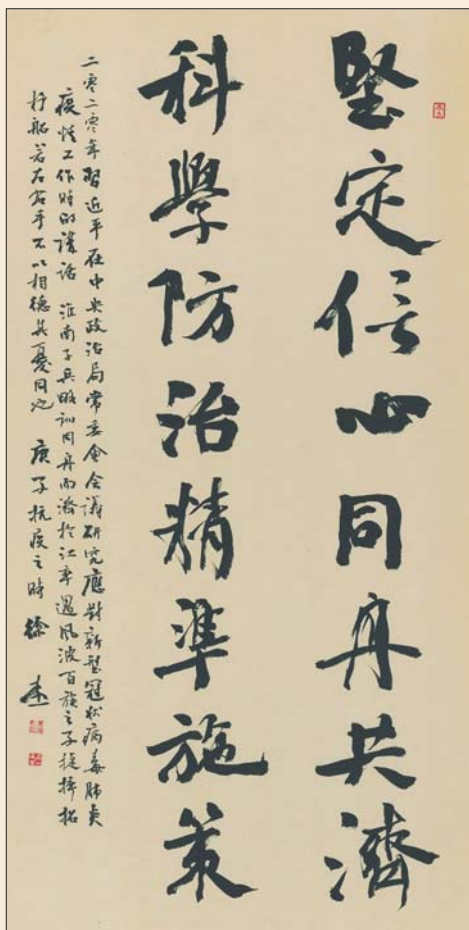 堅定信心同舟共濟
科學防治精準施策
二零二零年習近平在中央政治局常委會會議研究應對新型冠狀病毒肺炎
疫情工作時的講話 淮南子兵略訓同舟而濟於江卒遇風波百族之子捷捽招
杼船若左右手不以相德其憂同也 庚子抗疫之時 徐